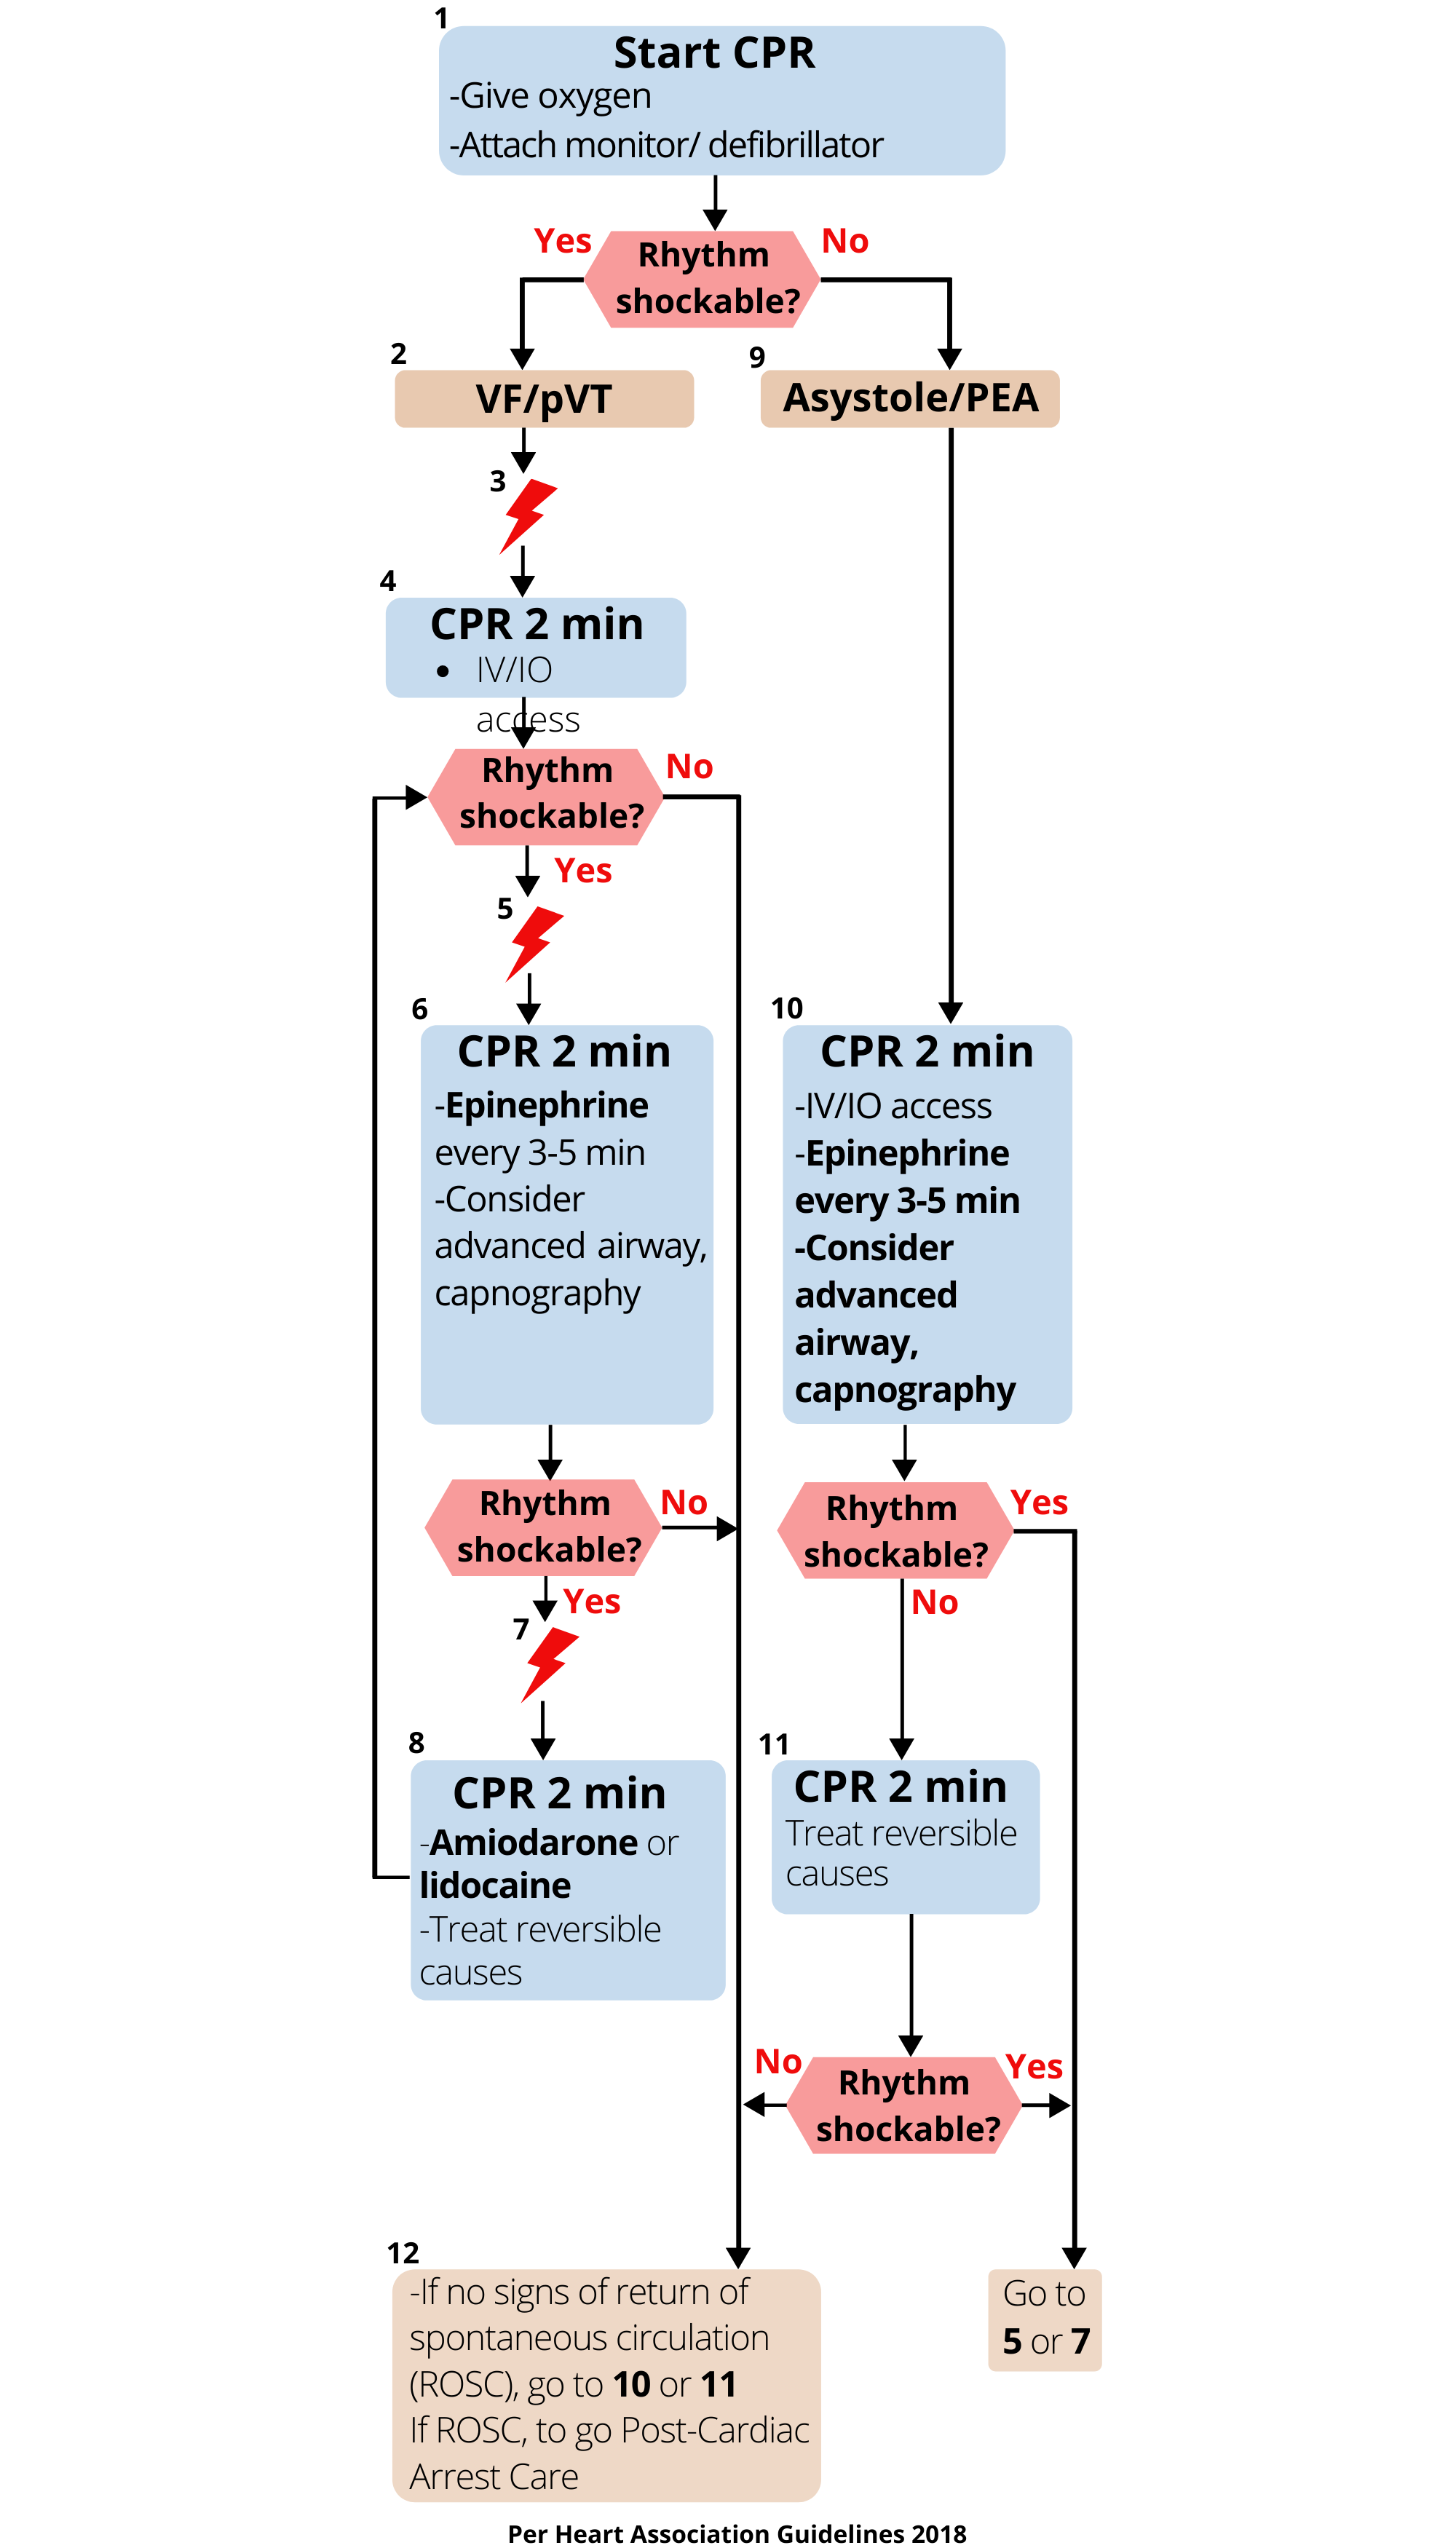 1
Start CPR
-Give oxygen
-Attach monitor/ defibrillator
Yes
Rhythm
shockable?
No
2
VF/pVT
9
Asystole/PEA
3
4
CPR 2 min
• IV/IO
access
Rhythm
shockable?
No
Yes
5
6
CPR 2 min
-Epinephrine
every 3-5 min
-Consider
advanced airway,
capnography
10
CPR 2 min
-IV/IO access
-Epinephrine
every 3-5 min
-Consider
advanced
airway,
capnography
Rhythm
shockable?
No
Yes
Rhythm
shockable?
Yes
No
7
8
CPR 2 min
-Amiodarone or
lidocaine
-Treat reversible
causes
11
CPR 2 min
Treat reversible
causes
No
Rhythm
shockable?
Yes
12
-If no signs of return of
spontaneous circulation
(ROSC), go to 10 or 11
If ROSC, to go Post-Cardiac
Arrest Care
Go to
5 or 7
Per Heart Association Guidelines 2018